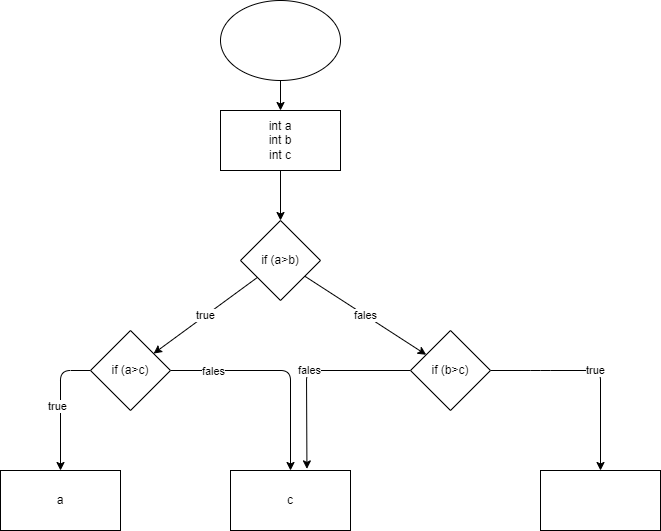 int a
int b
int c
if (a>b)
true
fales
if (a>c)
fales
fales
if (b>c)
true
true
a
c